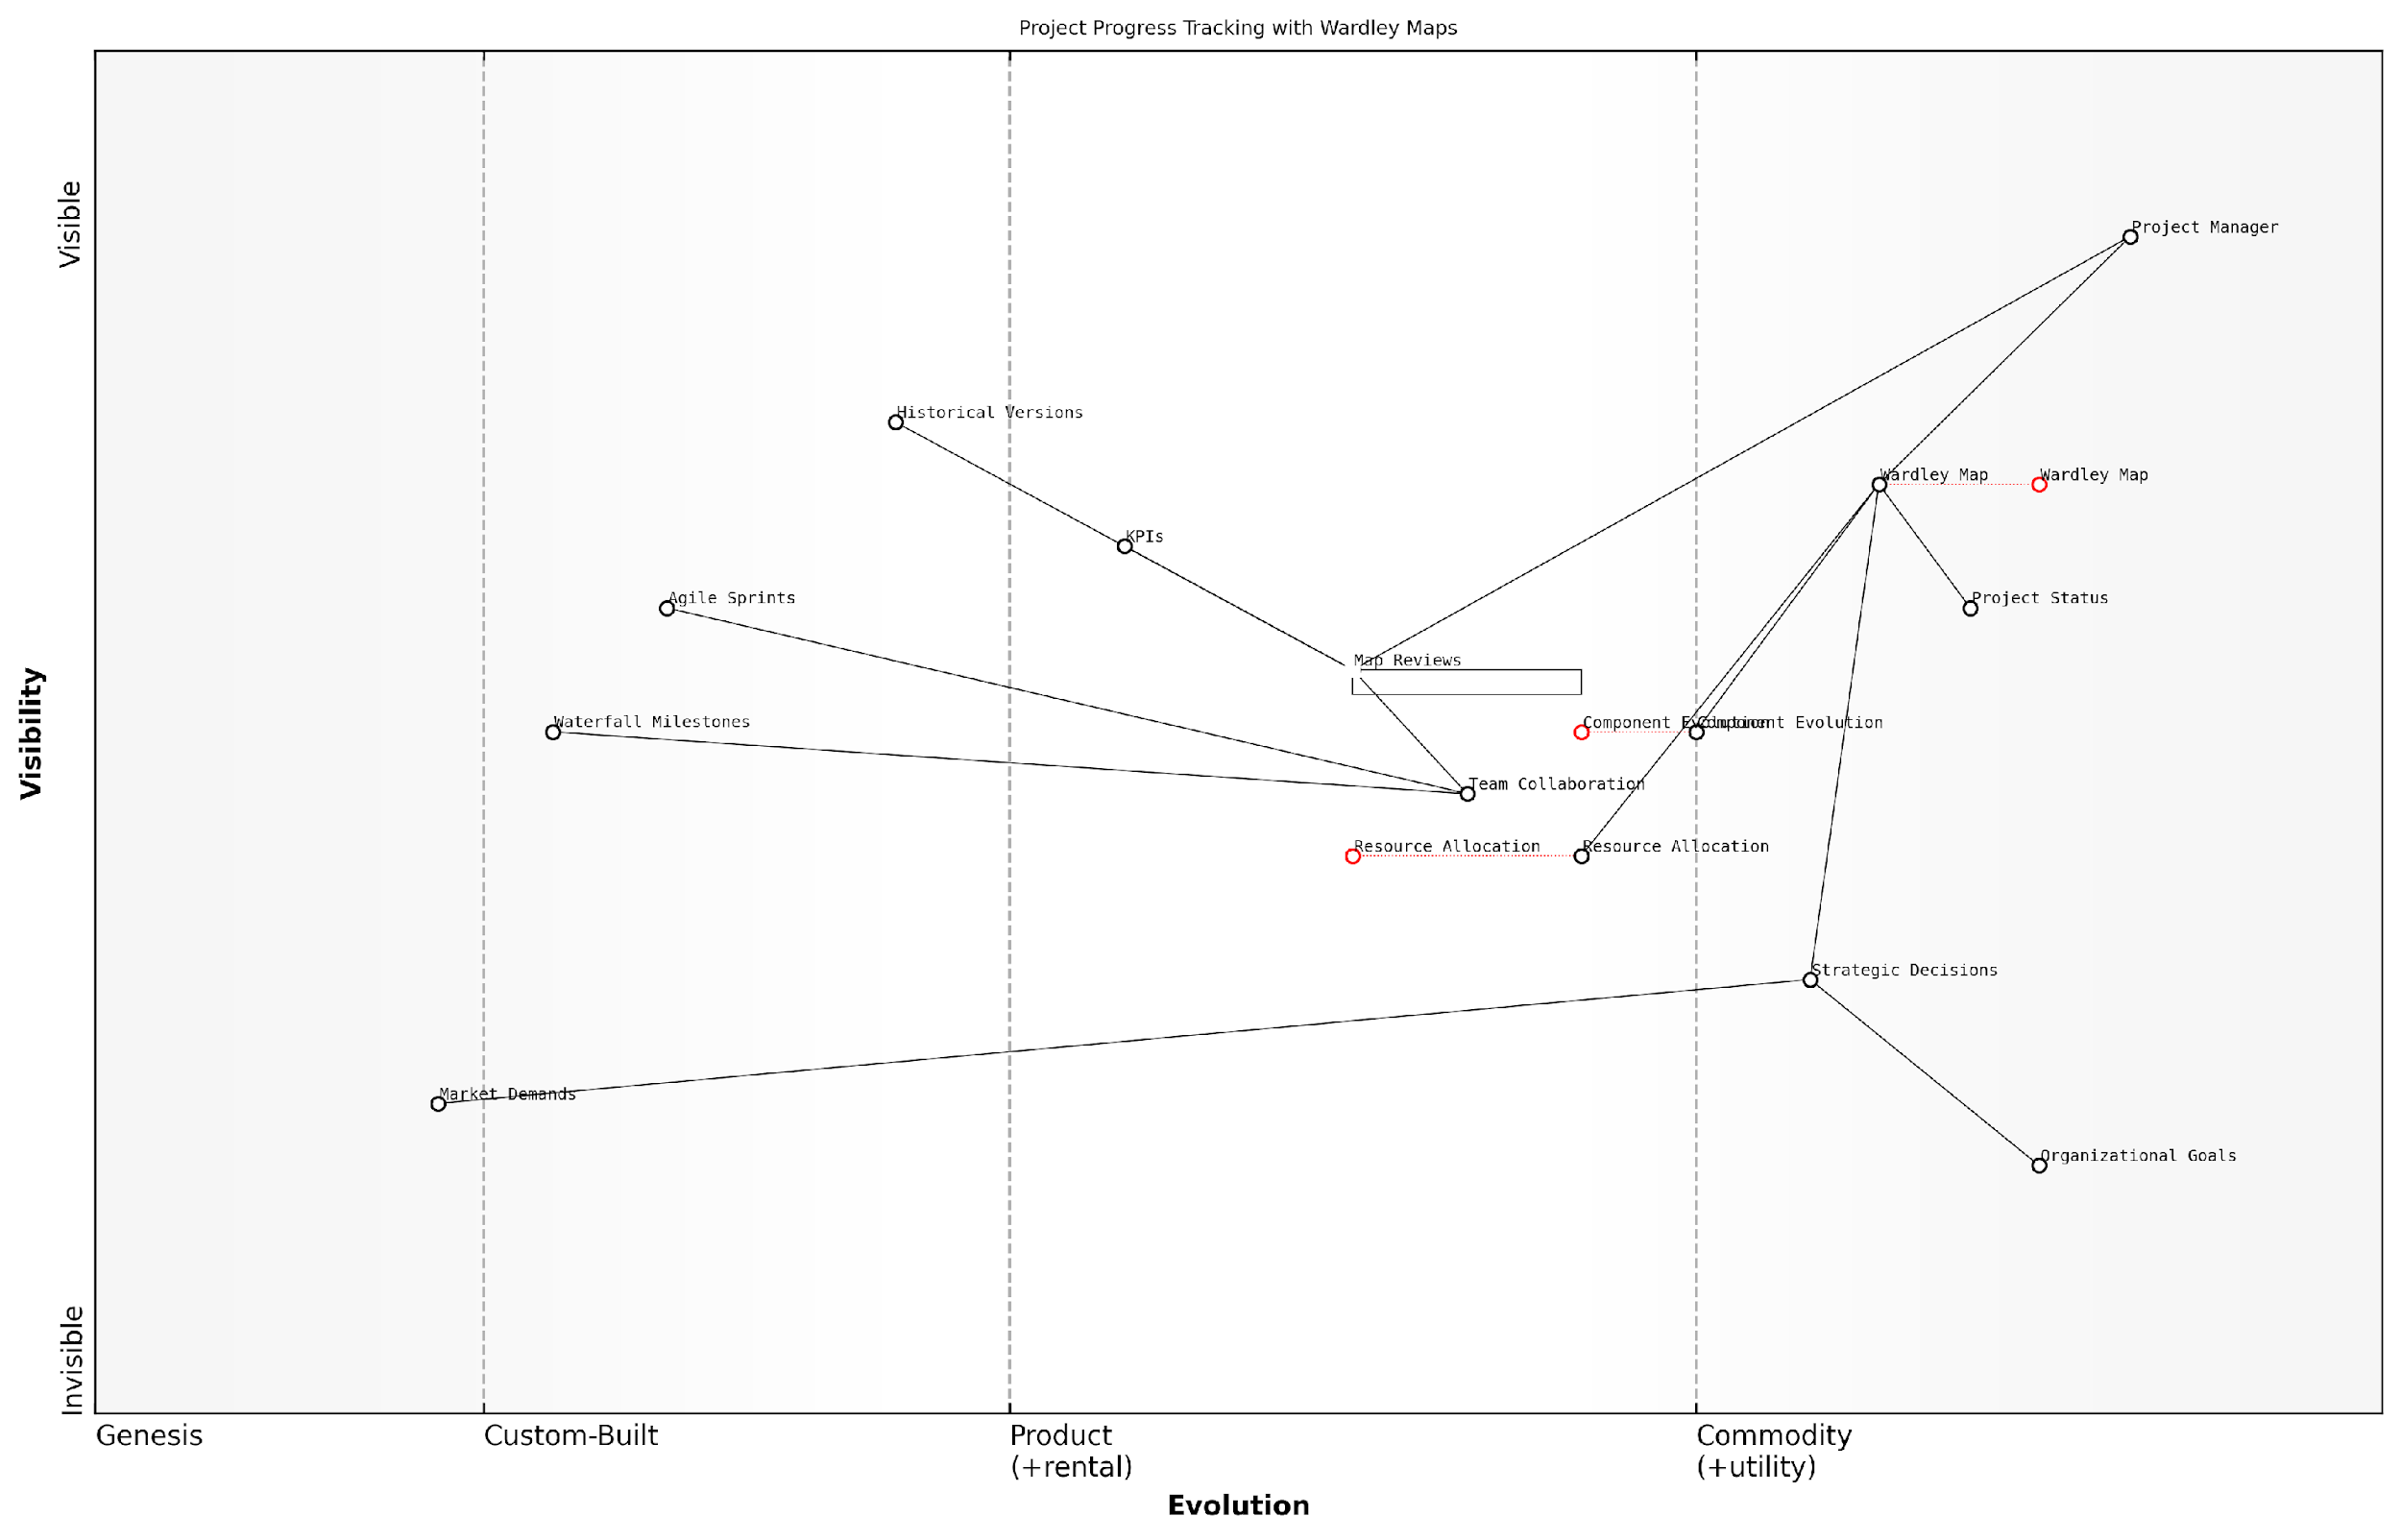 Project Progress Tracking with Wardley Maps
Visible
Project Manager
Historical Versions
Wardley Map
Wardley Map
KPIs
Agile Sprints
Project Status
Map Reviews
Visibility
Waterfall Milestones
Component Evolution
Component Evolution
Team Collaboration
Resource Allocation
Resource Allocation
Strategic Decisions
Market Demands
Organizational Goals
Invisible
Genesis
Custom-Built
Product
(+rental)
Commodity
(+utility)
Evolution